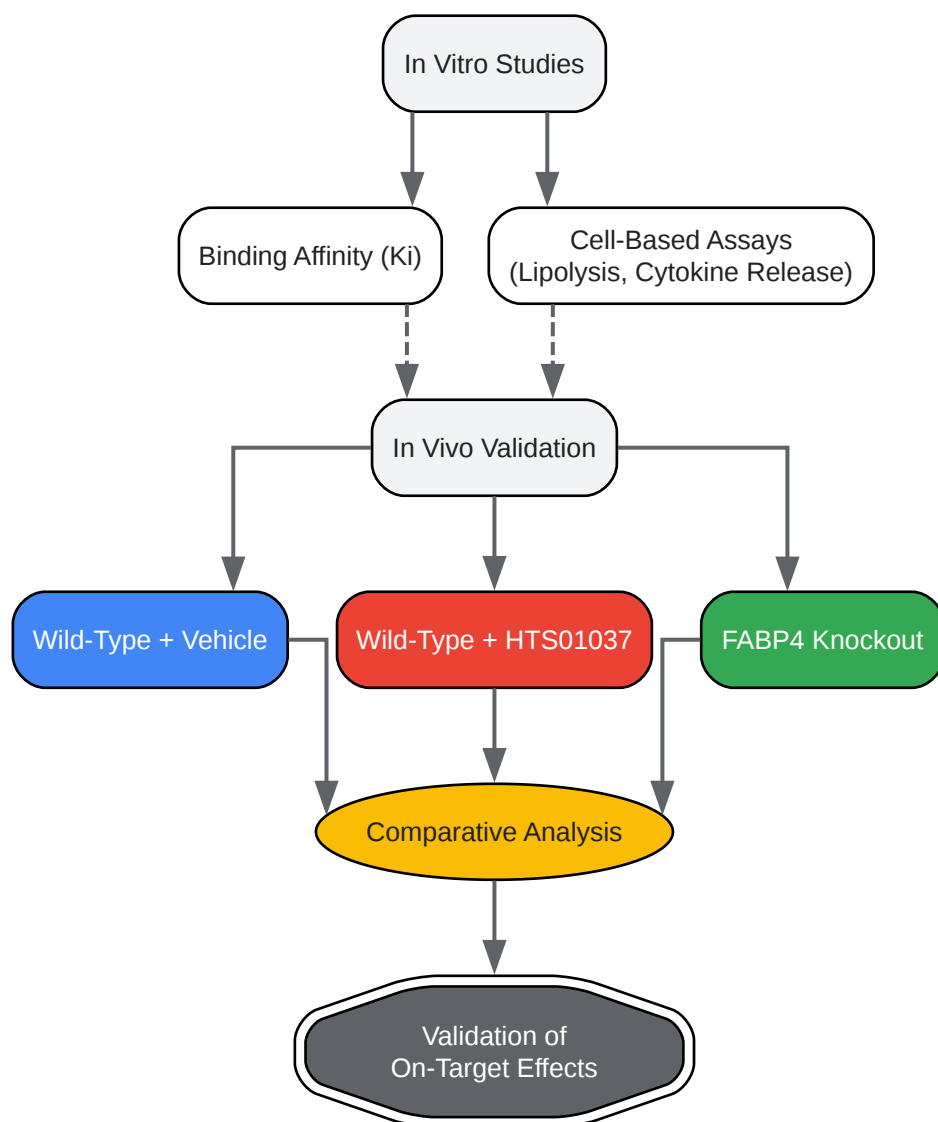 In Vitro Studies
Binding Affinity (Ki)
Cell-Based Assays
(Lipolysis, Cytokine Release)
In Vivo Validation
Wild-Type + Vehicle
Wild-Type + HTS01037
FABP4 Knockout
Comparative Analysis
Validation of
On-Target Effects